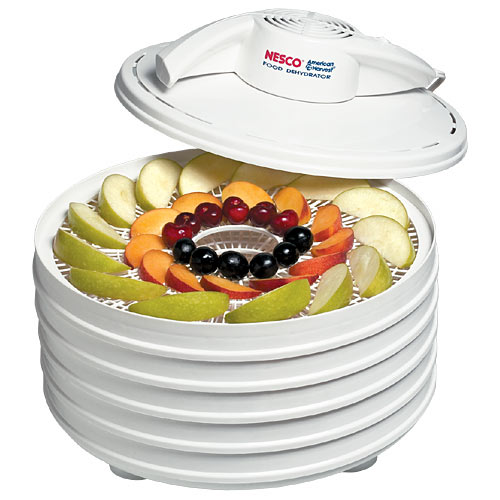 NESCO® American Harvest®
FOOD DEHYDRATOR